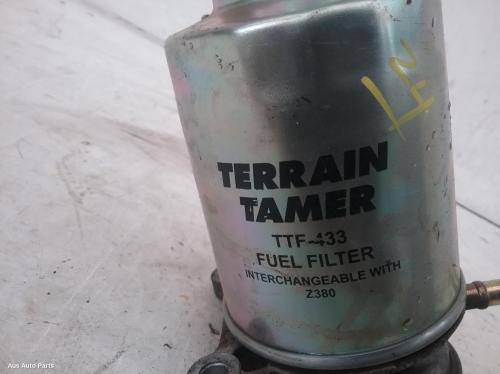 TERRAIN
TAMER
TTF-433
FUEL FILTER
INTERCHANGEABLE WITH
Z380
Aus Auto Parts